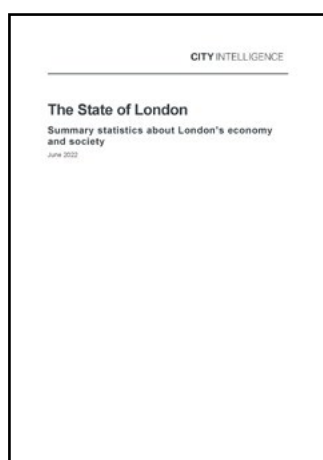 CITY INTELLIGENCE
The State of London
Summary statistics about London's economy
and society
June 2022